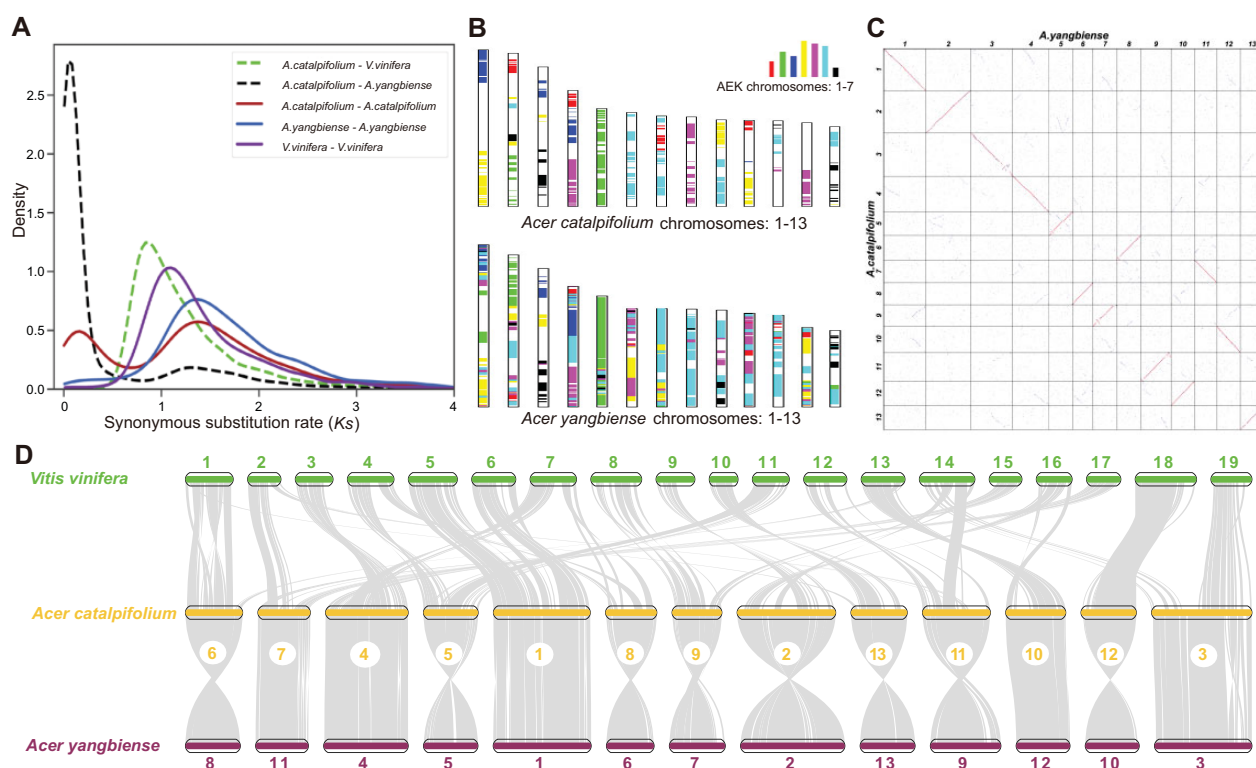 A
Density
2.5
2.0
1.5
1.0
0.5
0.0
0
1
2
3
4
Synonymous substitution rate (Ks)
A.catalpifolium - V.vinifera
A.catalpifolium - A.yangbiense
A.catalpifolium - A.catalpifolium
A.yangbiense - A.yangbiense
V.vinifera - V.vinifera
B
AEK chromosomes: 1-7
Acer catalpifolium chromosomes: 1-13
Acer yangbiense chromosomes: 1-13
C
A.yangbiense
1 2 3 4 5 6 7 8 9 10 11 12 13
A.catalpifolium
1
2
3
4
5
6
7
8
9
10
11
12
13
D
1 2 3 4 5 6 7 8 9 10 11 12 13 14 15 16 17 18 19
Vitis vinifera
Acer catalpifolium
6 7 4 5 1 8 9 2 13 11 10 12 3
Acer yangbiense
8 11 4 5 1 6 7 2 13 9 12 10 3